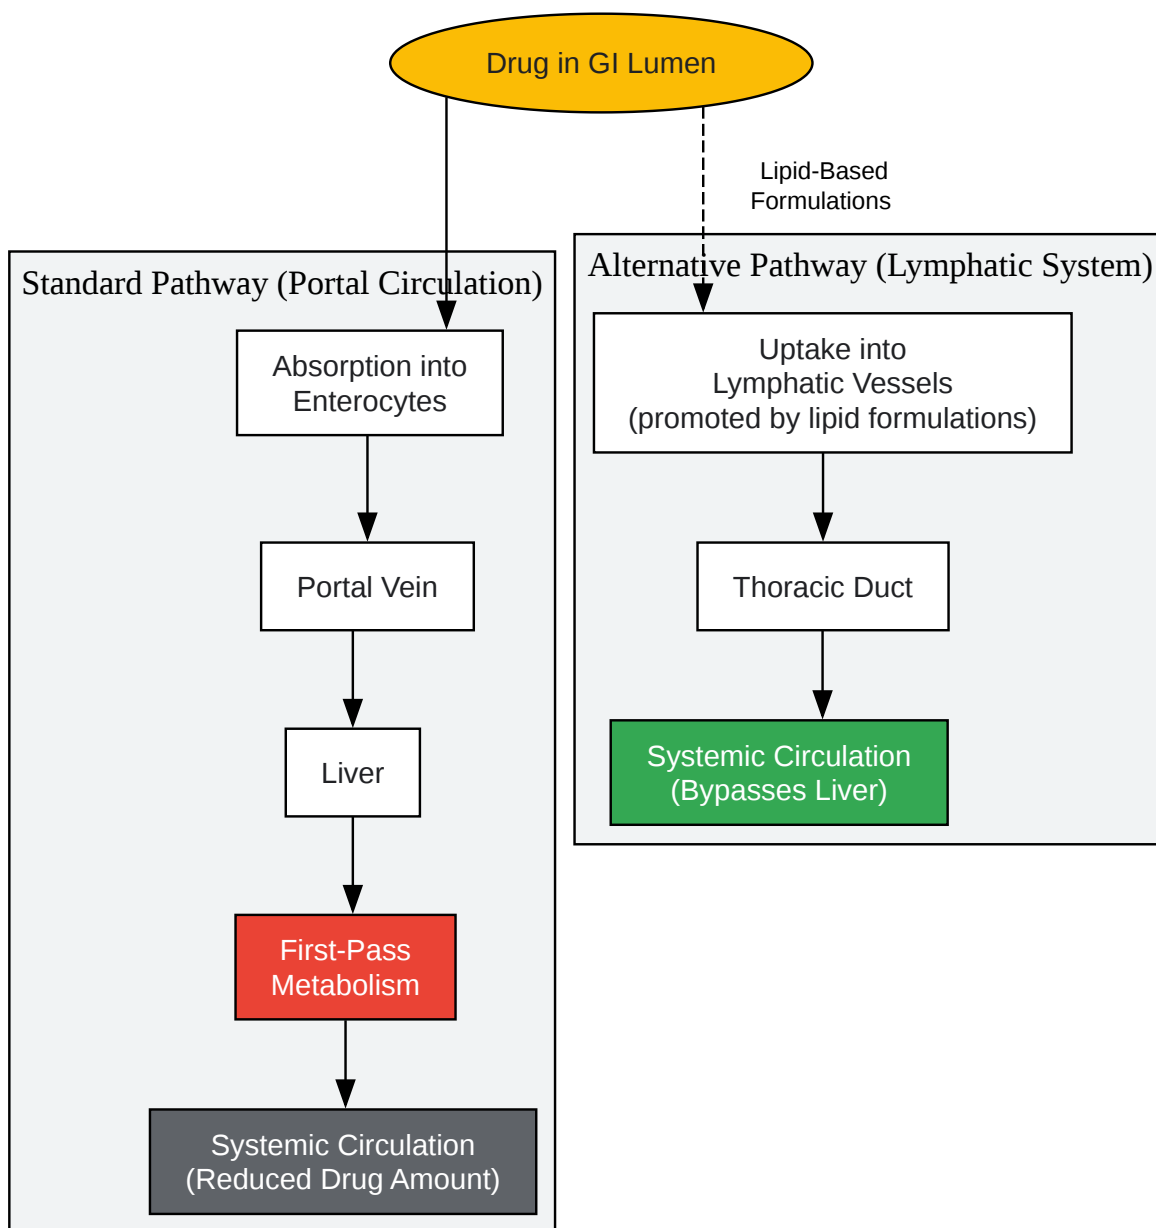 Drug in GI Lumen
Lipid-Based
Formulations
Standard Pathway (Portal Circulation)
Absorption into
Enterocytes
Portal Vein
Liver
First-Pass
Metabolism
Systemic Circulation
(Reduced Drug Amount)
Alternative Pathway (Lymphatic System)
Uptake into
Lymphatic Vessels
(promoted by lipid formulations)
Thoracic Duct
Systemic Circulation
(Bypasses Liver)